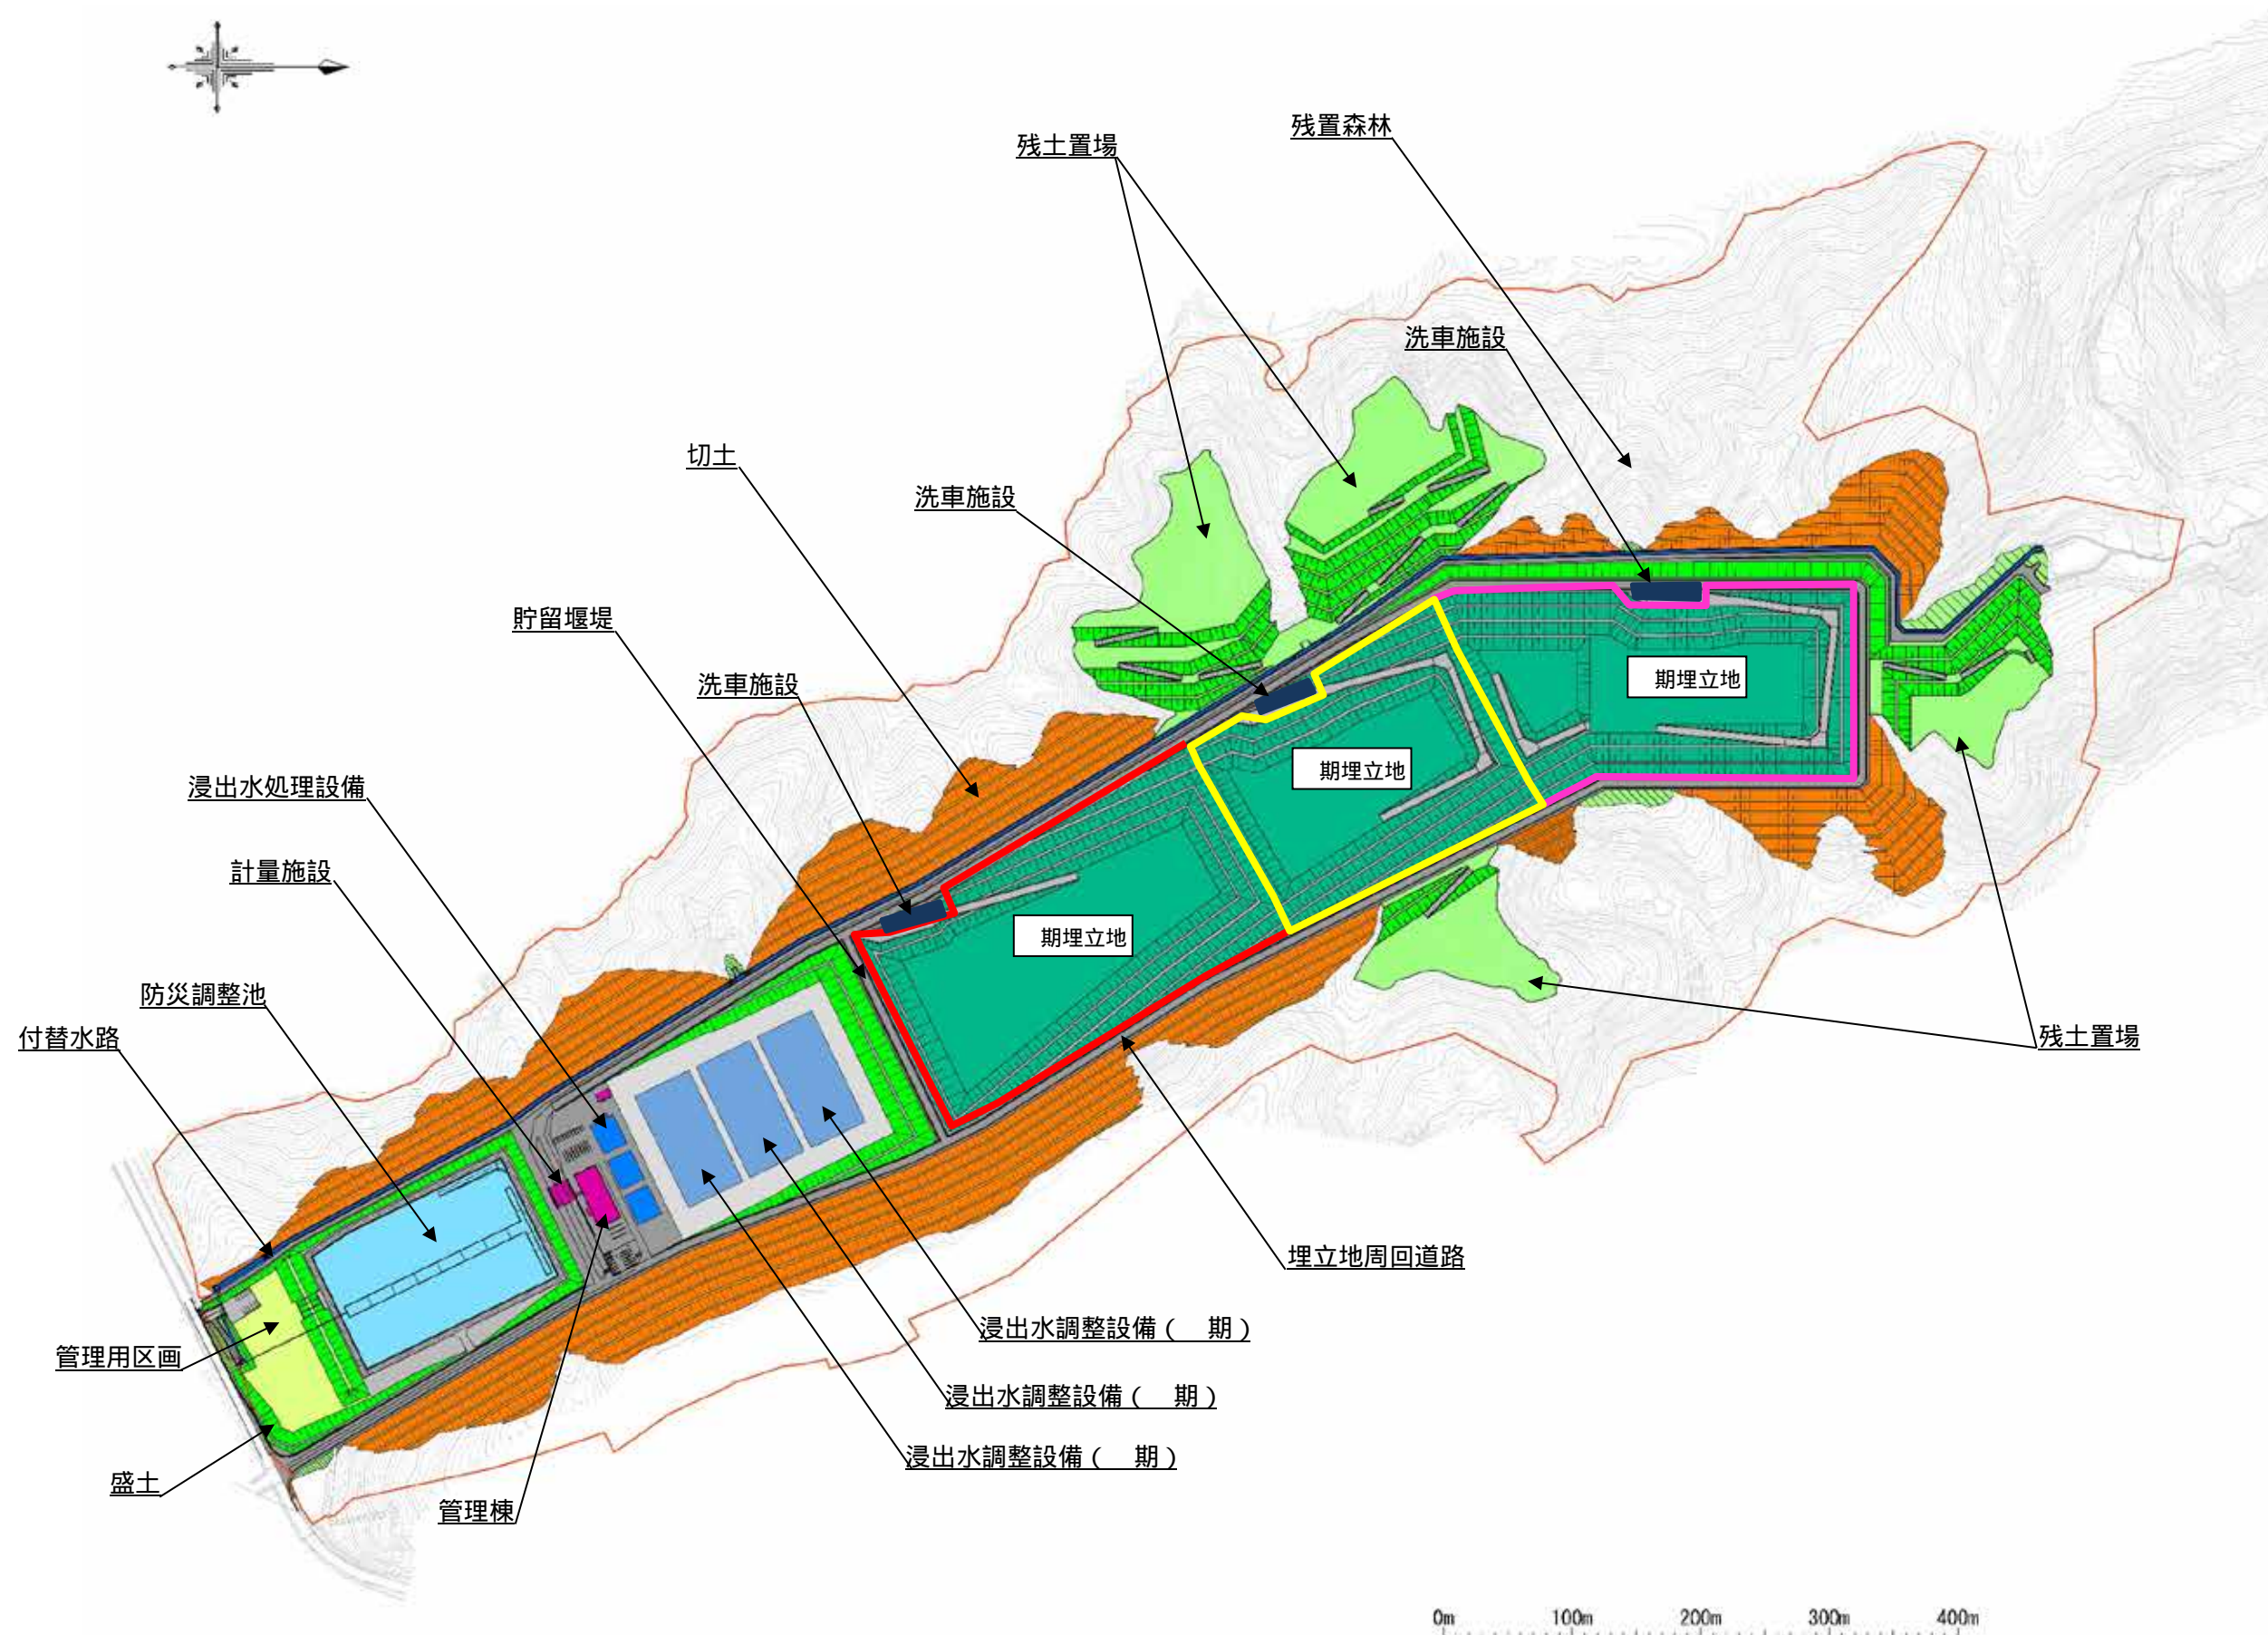 残置森林
残土置場
洗車施設
切土
洗車施設
貯留堰堤
期埋立地
洗車施設
期埋立地
浸出水処理設備
計量施設
期埋立地
防災調整池
付替水路
残土置場
埋立地周回道路
浸出水調整設備(　期)
管理用区画
浸出水調整設備(　期)
浸出水調整設備(　期)
盛土
管理棟
0m 100m 200m 300m 400m